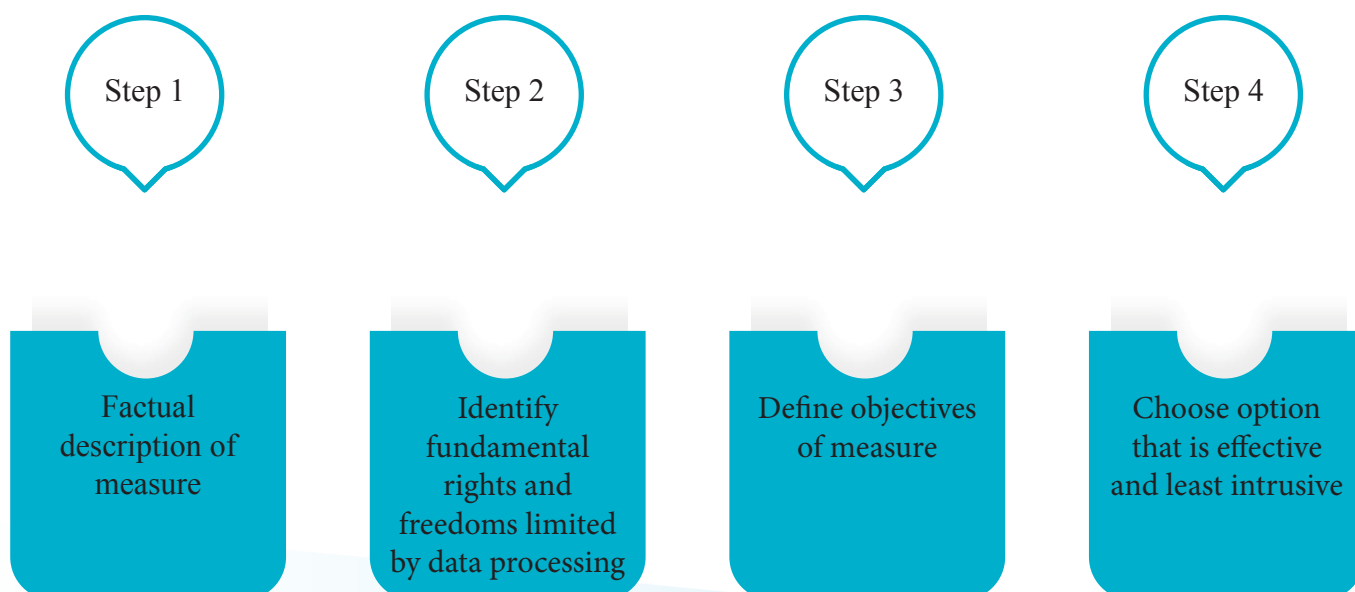 Step 1
Factual
description of
measure
Step 2
Identify
fundamental
rights and
freedoms limited
by data processing
Step 3
Define objectives
of measure
Step 4
Choose option
that is effective
and least intrusive